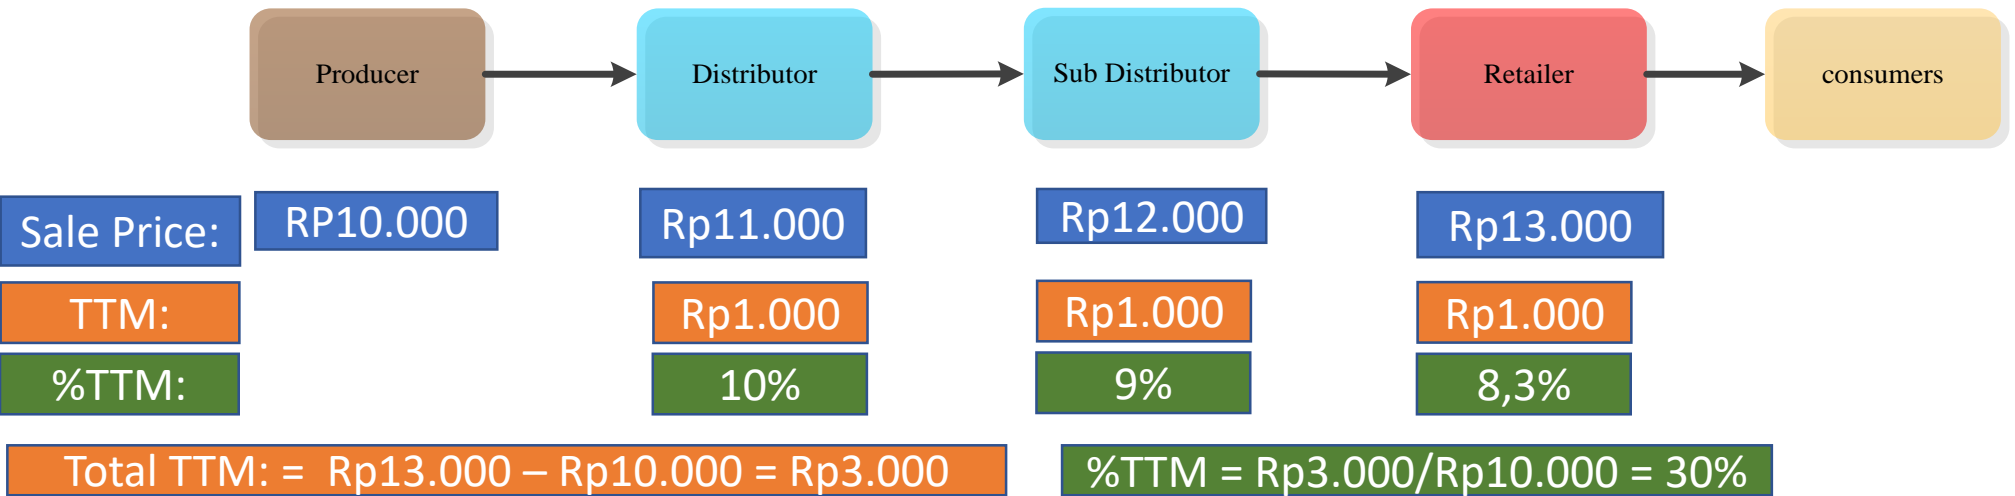 Producer
Distributor
Sub Distributor
Retailer
consumers
Sale Price:
RP10.000
Rp11.000
Rp12.000
Rp13.000
TTM:
Rp1.000
Rp1.000
Rp1.000
%TTM:
10%
9%
8,3%
Total TTM: = Rp13.000 – Rp10.000 = Rp3.000
%TTM = Rp3.000/Rp10.000 = 30%